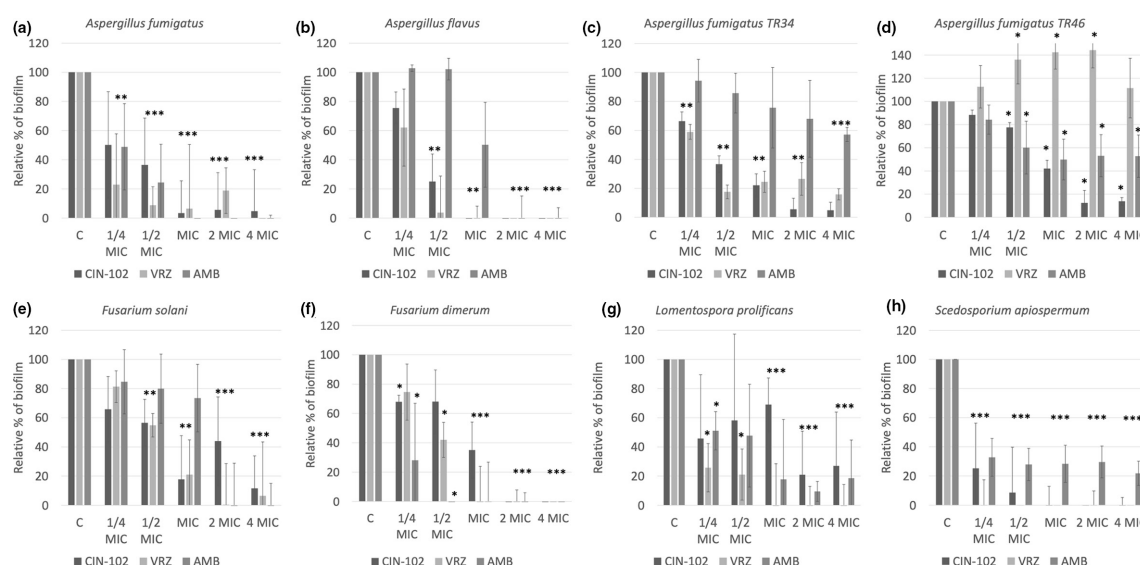 (a) Aspergillus fumigatus
Relative % of biofilm
120
100
80
60
40
20
0
** *** *** *** ***
C 1/4 MIC 1/2 MIC MIC 2 MIC 4 MIC
CIN-102 VRZ AMB
(b) Aspergillus flavus
Relative % of biofilm
120
100
80
60
40
20
0
** ** *** ***
C 1/4 MIC 1/2 MIC MIC 2 MIC 4 MIC
CIN-102 VRZ AMB
(c) Aspergillus fumigatus TR34
Relative % of biofilm
120
100
80
60
40
20
0
** ** ** ** ***
C 1/4 MIC 1/2 MIC MIC 2 MIC 4 MIC
CIN-102 VRZ AMB
(d) Aspergillus fumigatus TR46
Relative % of biofilm
140
120
100
80
60
40
20
0
* * * * * * * * * * *
C 1/4 MIC 1/2 MIC MIC 2 MIC 4 MIC
CIN-102 VRZ AMB
(e) Fusarium solani
Relative % of biofilm
120
100
80
60
40
20
0
** ** *** ***
C 1/4 MIC 1/2 MIC MIC 2 MIC 4 MIC
CIN-102 VRZ AMB
(f) Fusarium dimerum
Relative % of biofilm
120
100
80
60
40
20
0
* * * * *** *** ***
C 1/4 MIC 1/2 MIC MIC 2 MIC 4 MIC
CIN-102 VRZ AMB
(g) Lomentospora prolificans
Relative % of biofilm
120
100
80
60
40
20
0
* * * *** *** ***
C 1/4 MIC 1/2 MIC MIC 2 MIC 4 MIC
CIN-102 VRZ AMB
(h) Scedosporium apiospermum
Relative % of biofilm
120
100
80
60
40
20
0
*** *** *** *** ***
C 1/4 MIC 1/2 MIC MIC 2 MIC 4 MIC
CIN-102 VRZ AMB